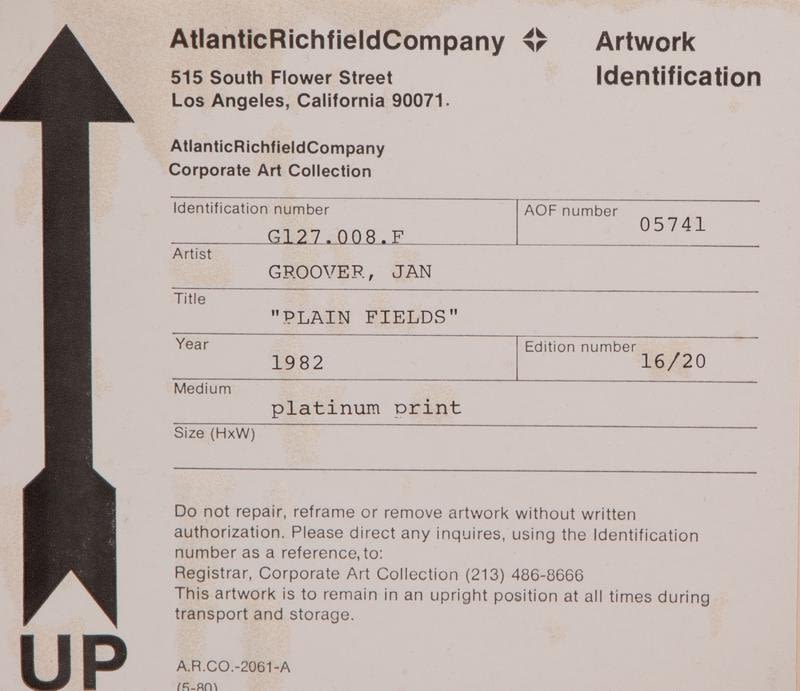 AtlanticRichfieldCompany Artwork
515 South Flower Street Identification
Los Angeles, California 90071.
AtlanticRichfieldCompany
Corporate Art Collection
Identification number AOF number
G127.008.F 05741
Artist
GROOVER, JAN
Title
"PLAIN FIELDS"
Year Edition number
1982 16/20
Medium
platinum print
Size (HxW)
Do not repair, reframe or remove artwork without written
authorization. Please direct any inquires, using the Identification
number as a reference, to:
Registrar, Corporate Art Collection (213) 486-8666
This artwork is to remain in an upright position at all times during
transport and storage.
UP
A.R.CO.-2061-A
(5-80)